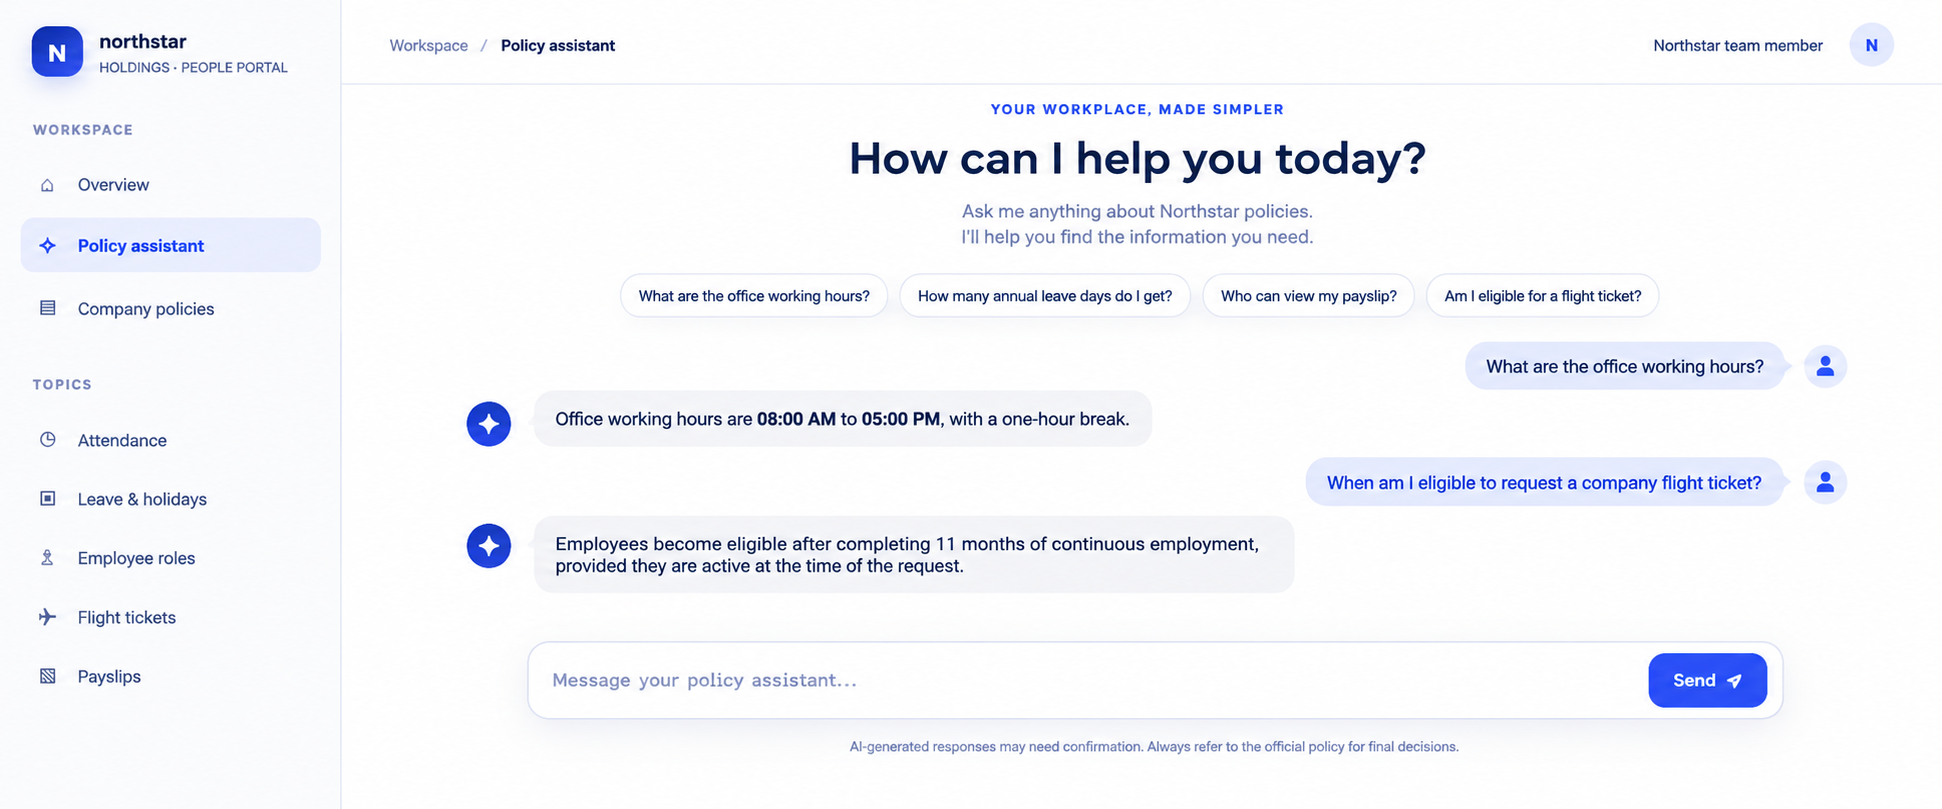 N
northstar
HOLDINGS · PEOPLE PORTAL
WORKSPACE
Overview
Policy assistant
Company policies
TOPICS
Attendance
Leave & holidays
Employee roles
Flight tickets
Payslips
Workspace / Policy assistant
Northstar team member
N
YOUR WORKPLACE, MADE SIMPLER
How can I help you today?
Ask me anything about Northstar policies.
I'll help you find the information you need.
What are the office working hours?
How many annual leave days do I get?
Who can view my payslip?
Am I eligible for a flight ticket?
What are the office working hours?
Office working hours are 08:00 AM to 05:00 PM, with a one-hour break.
When am I eligible to request a company flight ticket?
Employees become eligible after completing 11 months of continuous employment,
provided they are active at the time of the request.
Message your policy assistant...
Send
AI-generated responses may need confirmation. Always refer to the official policy for final decisions.